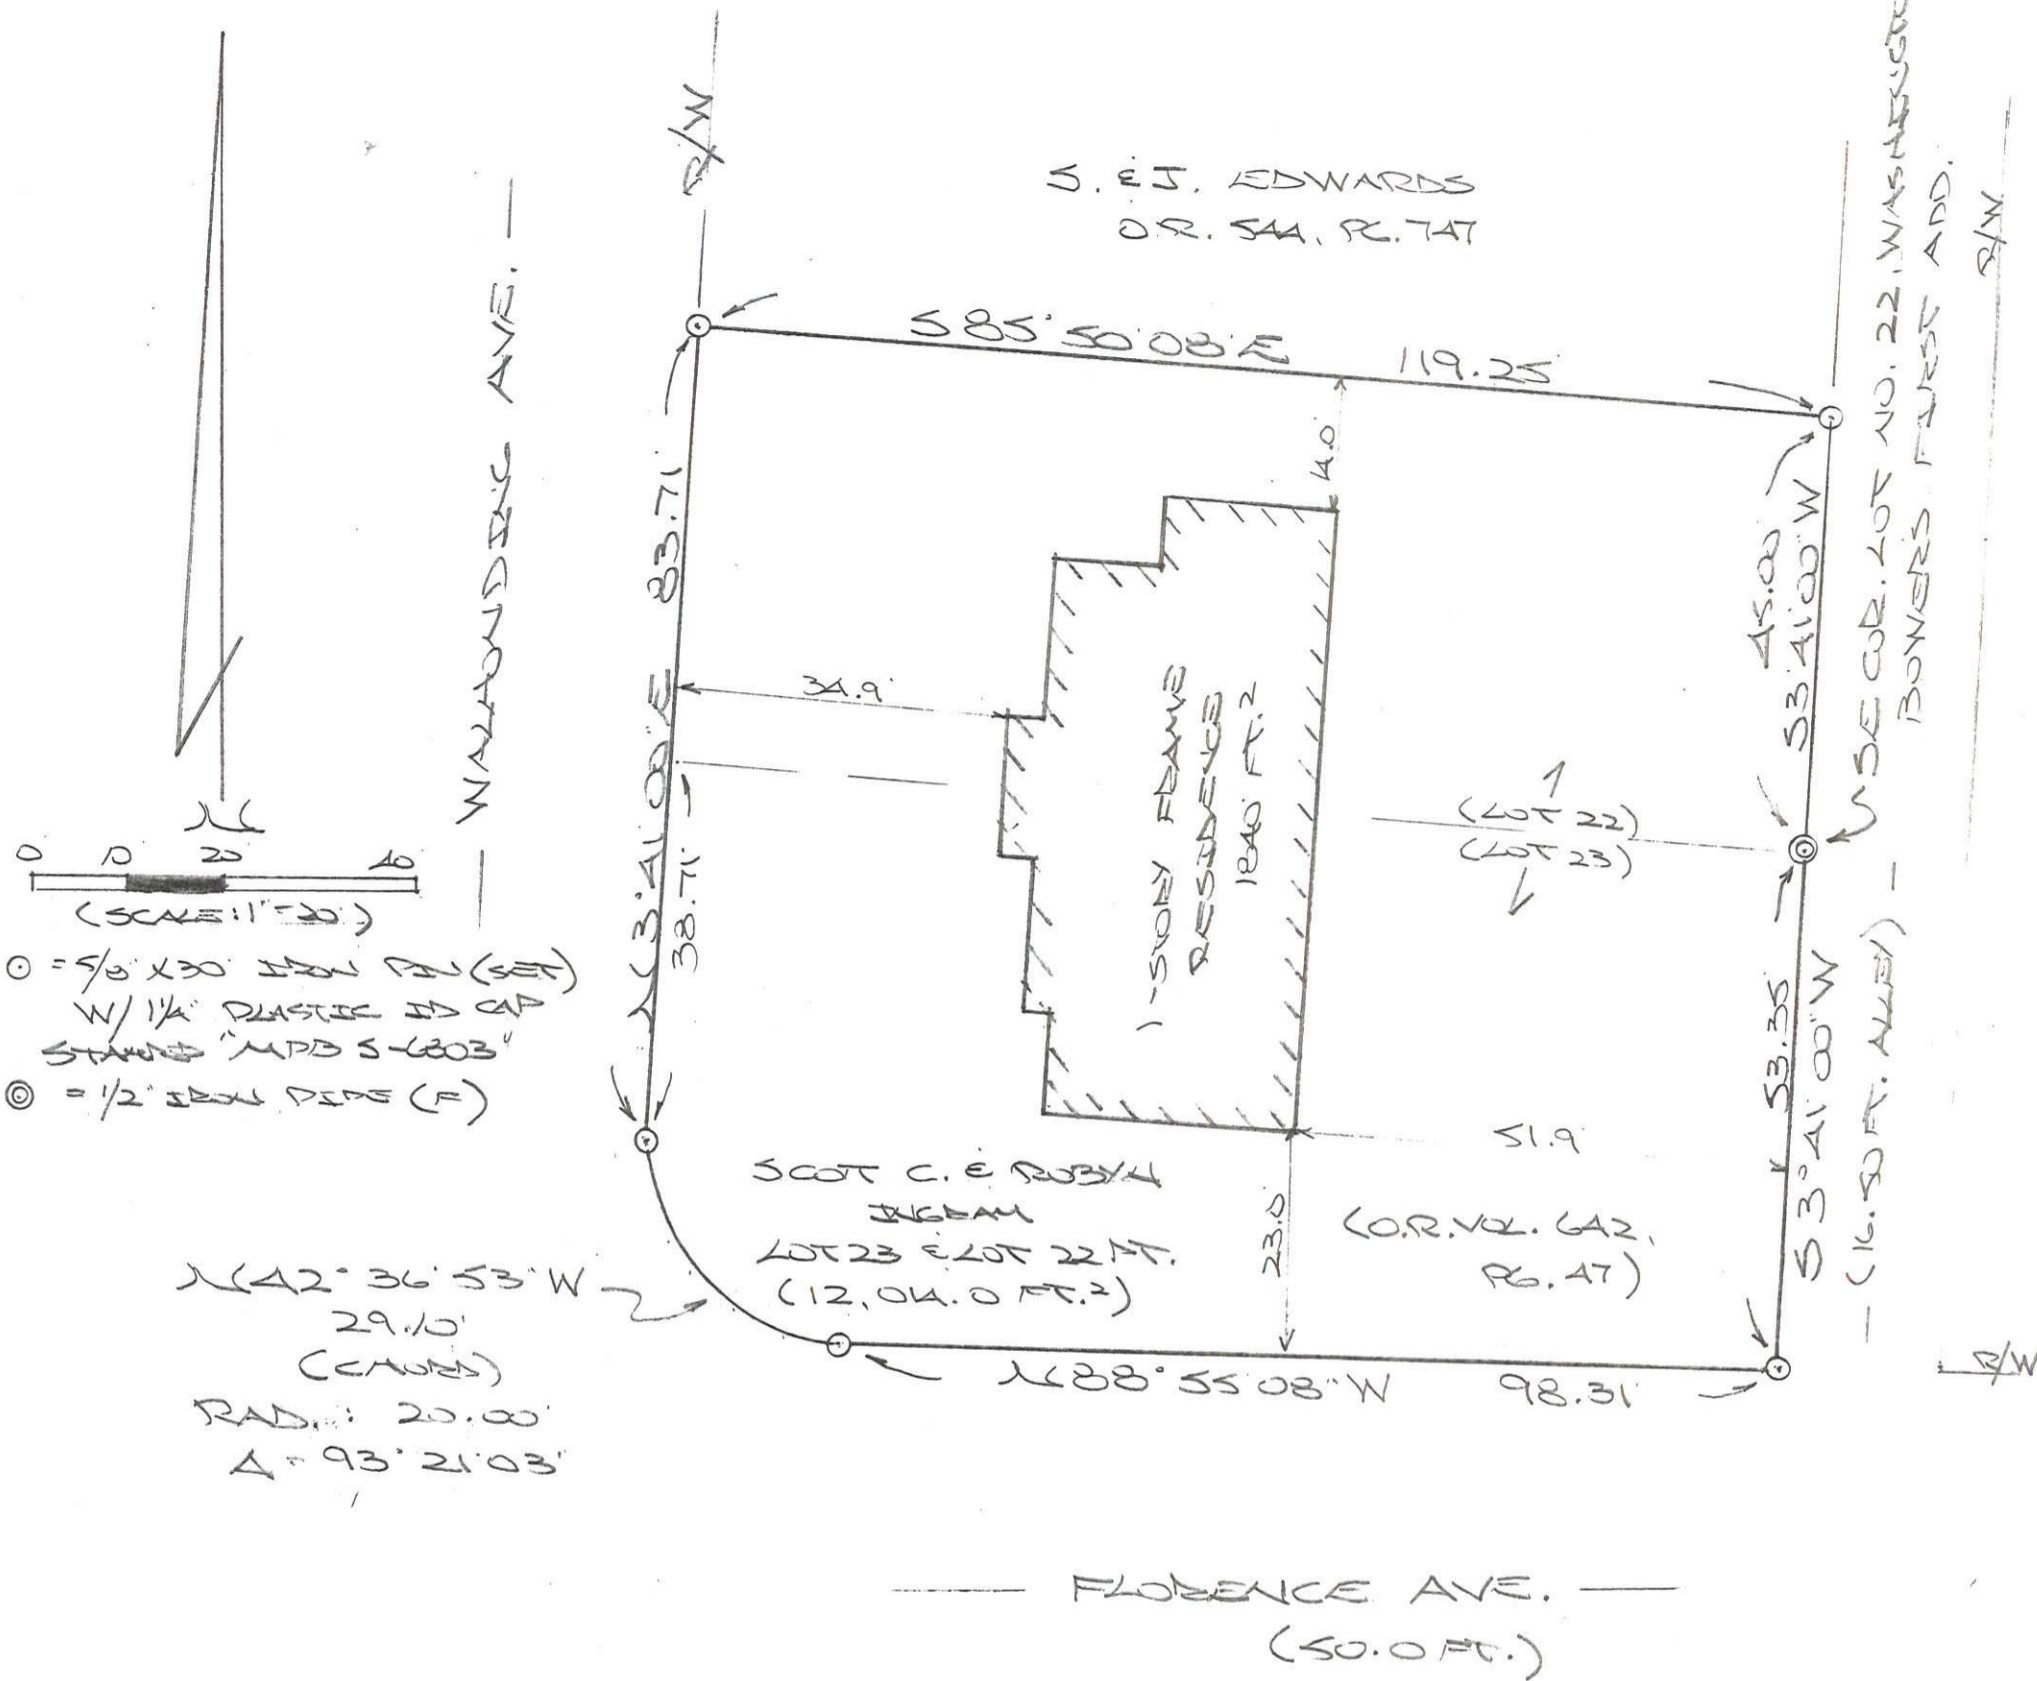 R/W
S. & J. EDWARDS
O.R. 544, PG. 747
S 85° 50' 08" E 119.25'
— WALHONDING AVE. —
N 3° 41' 00" E 83.71'
38.71'
34.9'
14.0'
1-STORY FRAME
RESIDENCE
1840 FT.2
(LOT 22)
(LOT 23)
45.00'
S 3° 41' 00" W
SE COR. LOT NO. 22, WASHINGTON
BOWERS FIRST ADD.
R/W
53.35'
S 3° 41' 00" W
— (16.50 FT. ALLEY) —
R/W
N
0 10 20 40
(SCALE: 1" = 20')
= 5/8" X 30" IRON PIN (SET)
W/ 1 1/4" PLASTIC ID CAP
STAMPED "MDB S-6803"
= 1/2" IRON PIPE (F)
SCOTT C. & ROBYN
INGRAM
LOT 23 & LOT 22 PT.
(12,014.0 FT.2)
51.9'
23.0'
(O.R. VOL. 642,
PG. 47)
N 42° 36' 53" W
29.10'
(CHORD)
RAD.: 20.00'
Δ = 93° 21' 03"
N 88° 55' 08" W 98.31'
— FLORENCE AVE. —
(50.0 FT.)